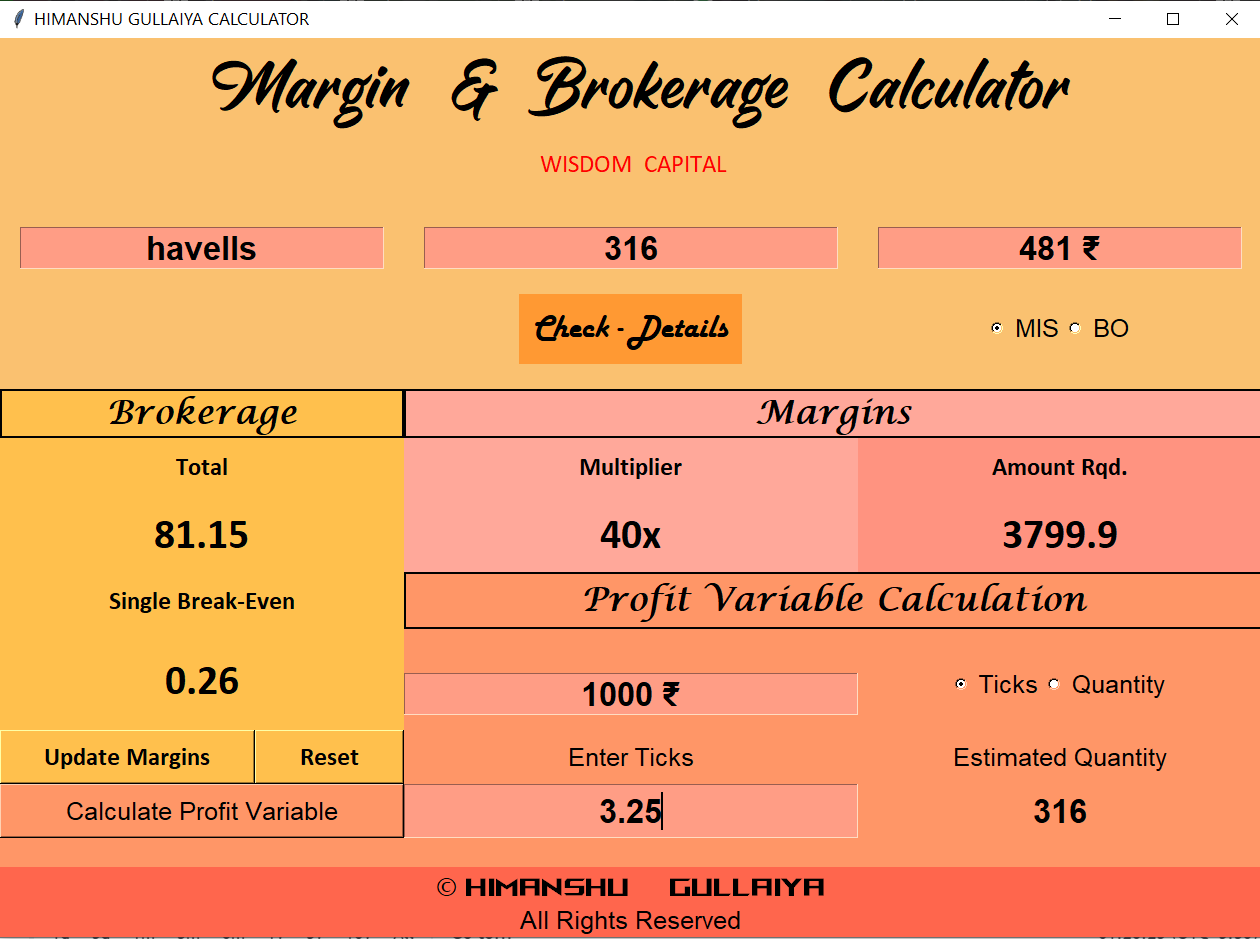 HIMANSHU GULLAIYA CALCULATOR
Margin & Brokerage Calculator
WISDOM CAPITAL
havells 316 481 ₹
Check - Details MIS BO
Brokerage Margins
Total Multiplier Amount Rqd.
81.15 40x 3799.9
Single Break-Even Profit Variable Calculation
0.26 1000 ₹ Ticks Quantity
Update Margins Reset Enter Ticks Estimated Quantity
Calculate Profit Variable 3.25 316
© HIMANSHU GULLAIYA
All Rights Reserved